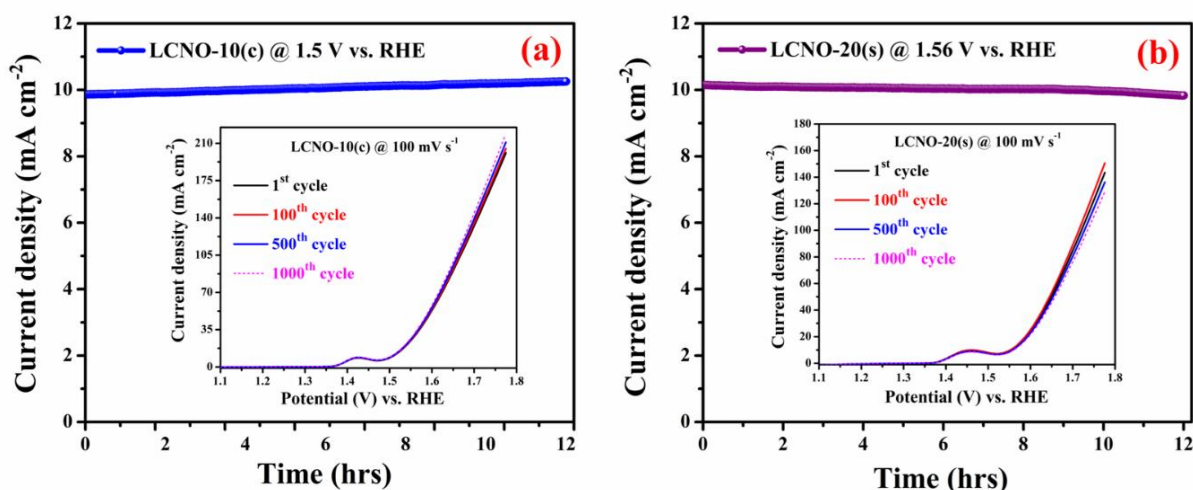 LCNO-10(c) @ 1.5 V vs. RHE
(a)
Current density (mA cm⁻²)
12
10
8
6
4
2
0
0 2 4 6 8 10 12
Time (hrs)
LCNO-10(c) @ 100 mV s⁻¹
1ˢᵗ cycle
100ᵗʰ cycle
500ᵗʰ cycle
1000ᵗʰ cycle
Current density (mA cm⁻²)
210
175
140
105
70
35
0
1.1 1.2 1.3 1.4 1.5 1.6 1.7 1.8
Potential (V) vs. RHE
LCNO-20(s) @ 1.56 V vs. RHE
(b)
Current density (mA cm⁻²)
12
10
8
6
4
2
0
0 2 4 6 8 10 12
Time (hrs)
LCNO-20(s) @ 100 mV s⁻¹
1ˢᵗ cycle
100ᵗʰ cycle
500ᵗʰ cycle
1000ᵗʰ cycle
Current density (mA cm⁻²)
180
160
140
120
100
80
60
40
20
0
1.1 1.2 1.3 1.4 1.5 1.6 1.7 1.8
Potential (V) vs. RHE